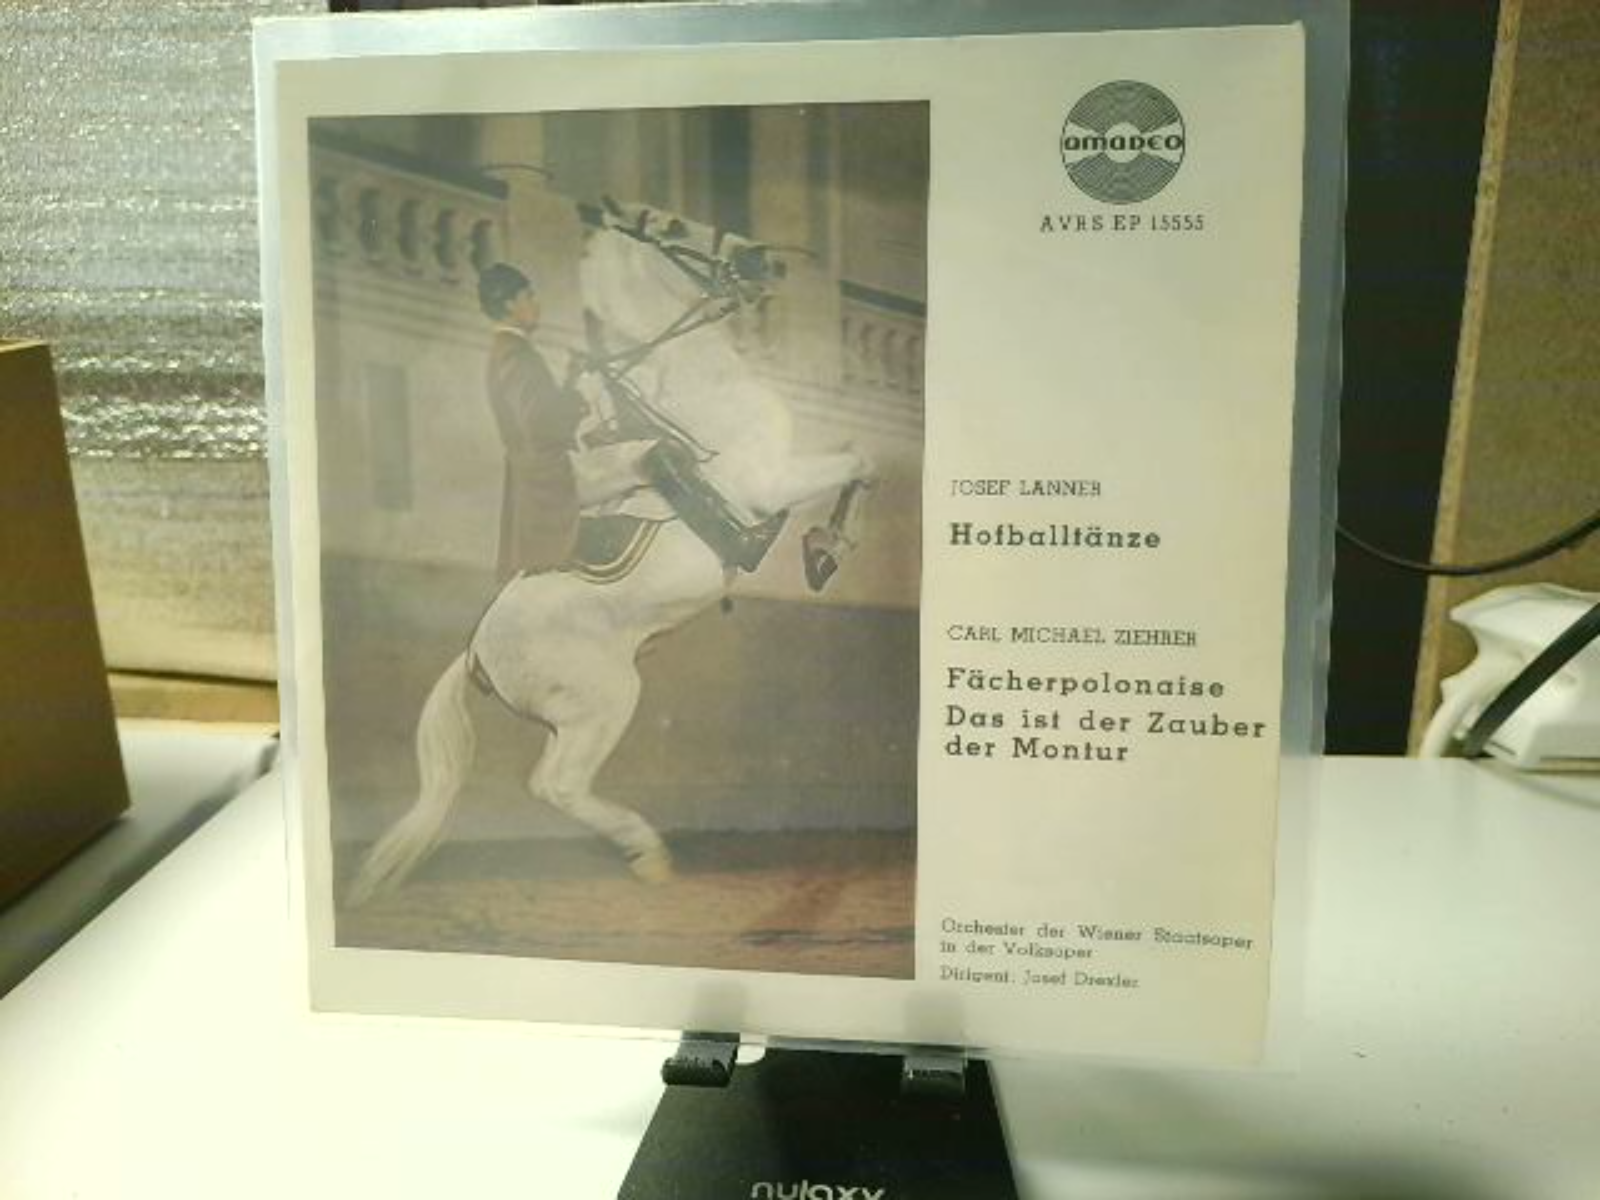 amadeo
AVRS EP 15555
JOSEF LANNER
Hofballtänze
CARL MICHAEL ZIEHRER
Fächerpolonaise
Das ist der Zauber
der Montur
Orchester der Wiener Staatsoper
in der Volksoper
Dirigent: Josef Drexler
nulaxy